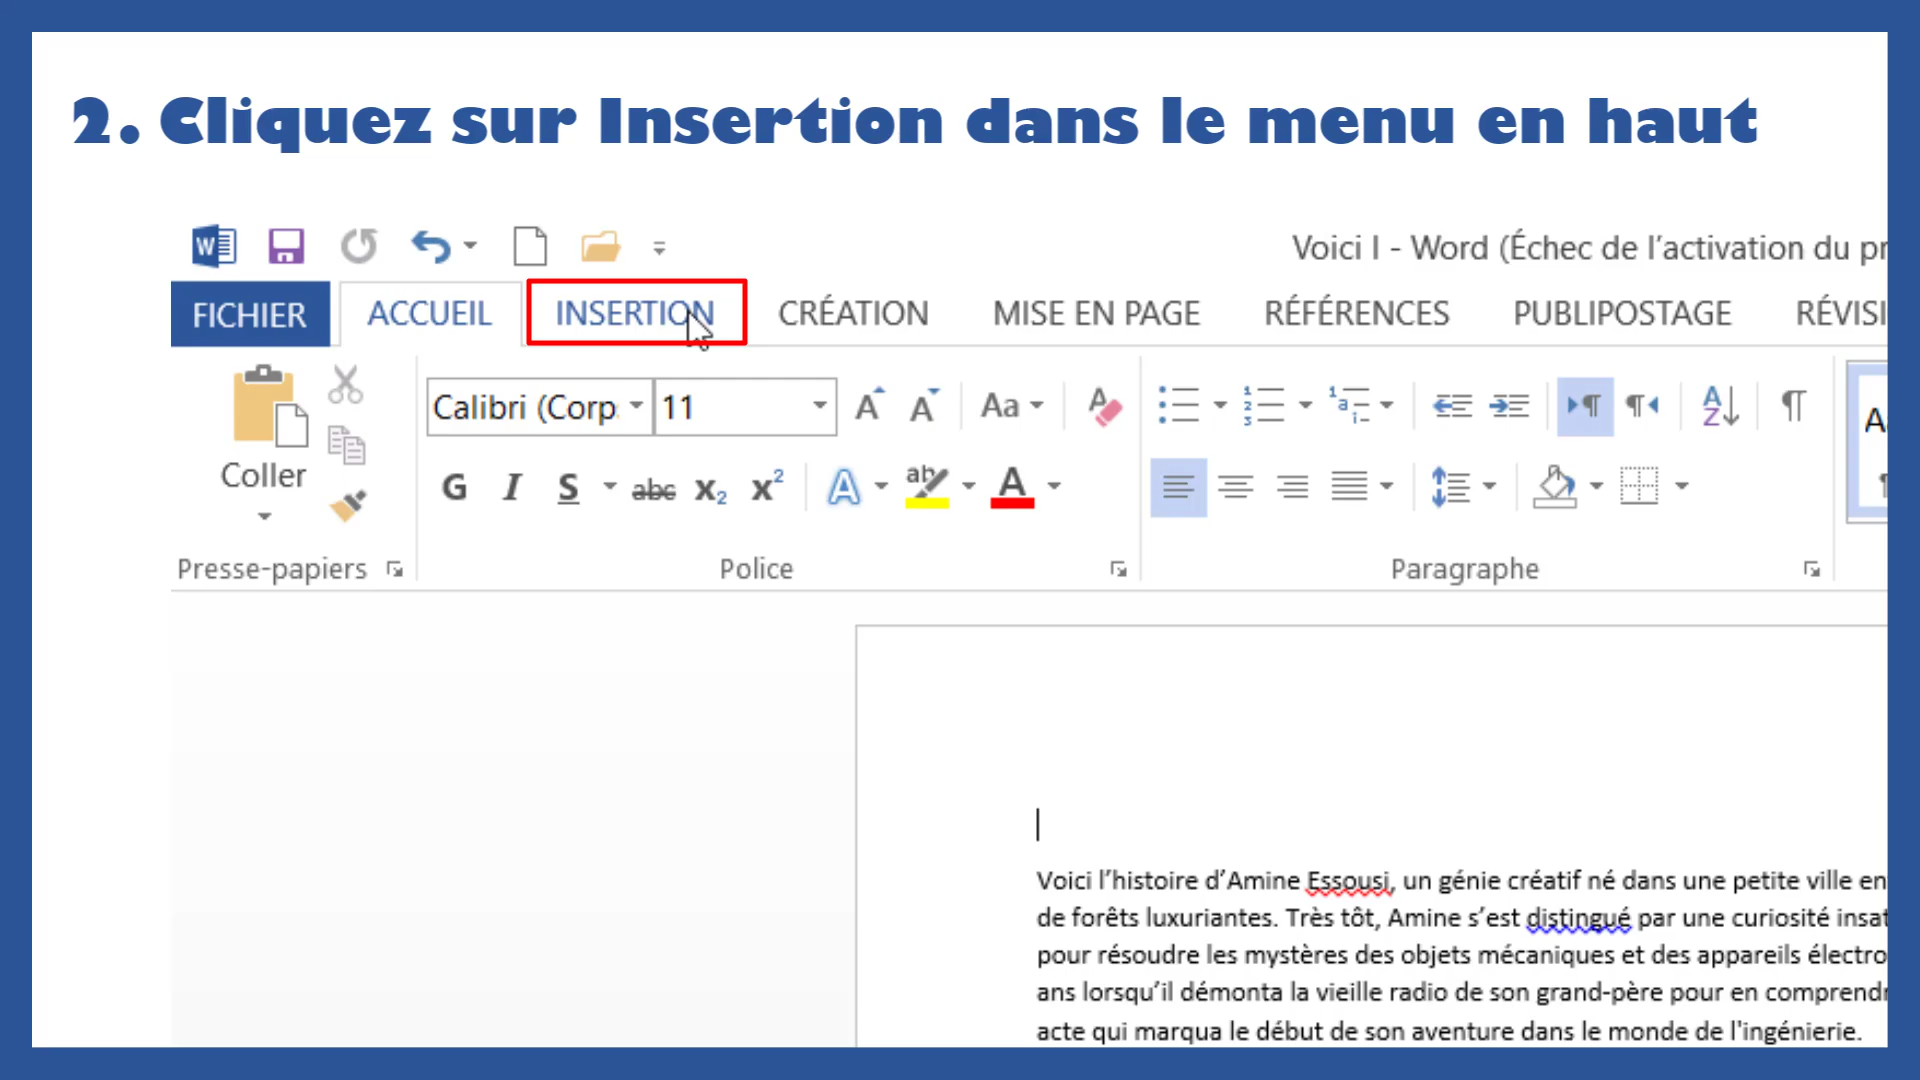 2. Cliquez sur Insertion dans le menu en haut
Voici l - Word (Échec de l'activation du pr
FICHIER ACCUEIL INSERTION CRÉATION MISE EN PAGE RÉFÉRENCES PUBLIPOSTAGE RÉVISI
Calibri (Corp 11 Aa
Coller
G I S abc X₂ X² A ab A
Presse-papiers Police Paragraphe
Voici l’histoire d’Amine Essousi, un génie créatif né dans une petite ville en
de forêts luxuriantes. Très tôt, Amine s’est distingué par une curiosité insat
pour résoudre les mystères des objets mécaniques et des appareils électro
ans lorsqu’il démonta la vieille radio de son grand-père pour en comprendr
acte qui marqua le début de son aventure dans le monde de l'ingénierie.